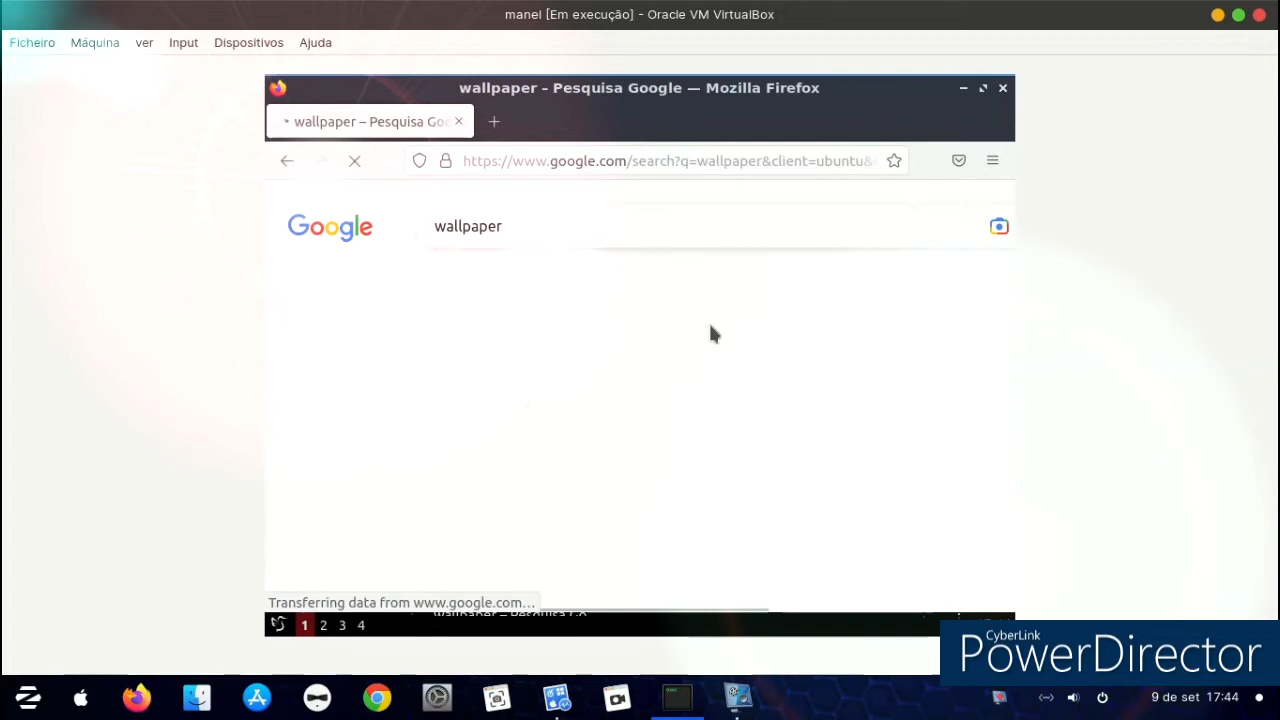 manel [Em execução] - Oracle VM VirtualBox
Ficheiro Máquina ver Input Dispositivos Ajuda
wallpaper – Pesquisa Google — Mozilla Firefox
wallpaper – Pesquisa Goo
https://www.google.com/search?q=wallpaper&client=ubuntu&
Google wallpaper
Transferring data from www.google.com…
1 2 3 4
CyberLink
PowerDirector
9 de set 17:44